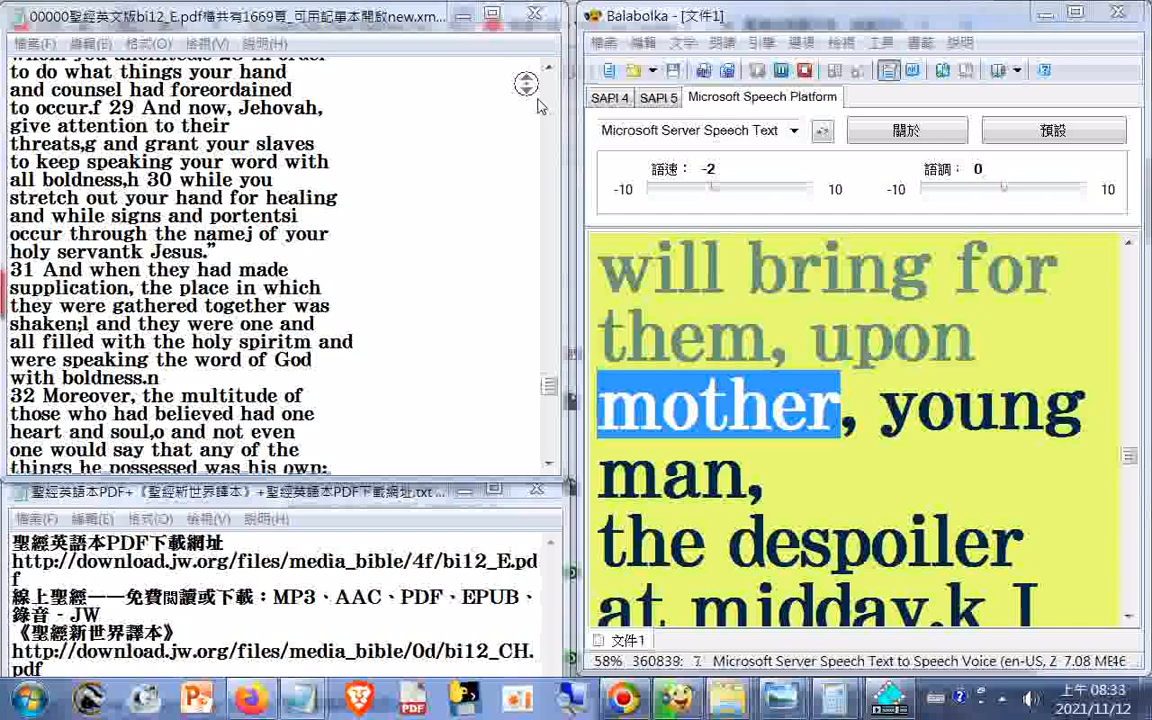 00000聖經英文版bi12_E.pdf檔共有1669頁_可用記事本開啟new.xm...
檔案(F) 編輯(E) 格式(O) 檢視(V) 說明(H)
to do what things your hand
and counsel had foreordained
to occur.f 29 And now, Jehovah,
give attention to their
threats,g and grant your slaves
to keep speaking your word with
all boldness,h 30 while you
stretch out your hand for healing
and while signs and portentsi
occur through the namej of your
holy servantk Jesus.”
31 And when they had made
supplication, the place in which
they were gathered together was
shaken;l and they were one and
all filled with the holy spiritm and
were speaking the word of God
with boldness.n
32 Moreover, the multitude of
those who had believed had one
heart and soul,o and not even
one would say that any of the
things he possessed was his own;
聖經英語本PDF+《聖經新世界譯本》+聖經英語本PDF下載網址.txt ...
檔案(F) 編輯(E) 格式(O) 檢視(V) 說明(H)
聖經英語本PDF下載網址
http://download.jw.org/files/media_bible/4f/bi12_E.pd
f
線上聖經——免費閱讀或下載：MP3、AAC、PDF、EPUB、
錄音 - JW
《聖經新世界譯本》
http://download.jw.org/files/media_bible/0d/bi12_CH.
pdf
Balabolka - [文件1]
檔案 編輯 文字 朗讀 引擎 選項 檢視 工具 書籤 說明
SAPI 4 SAPI 5 Microsoft Speech Platform
Microsoft Server Speech Text 關於 預設
語速： -2 語調： 0
-10 10 -10 10
will bring for
them, upon
mother, young
man,
the despoiler
at midday.k I
文件1
58% 360839: 7 Microsoft Server Speech Text to Speech Voice (en-US, Z 7.08 ME46
上午 08:33
2021/11/12